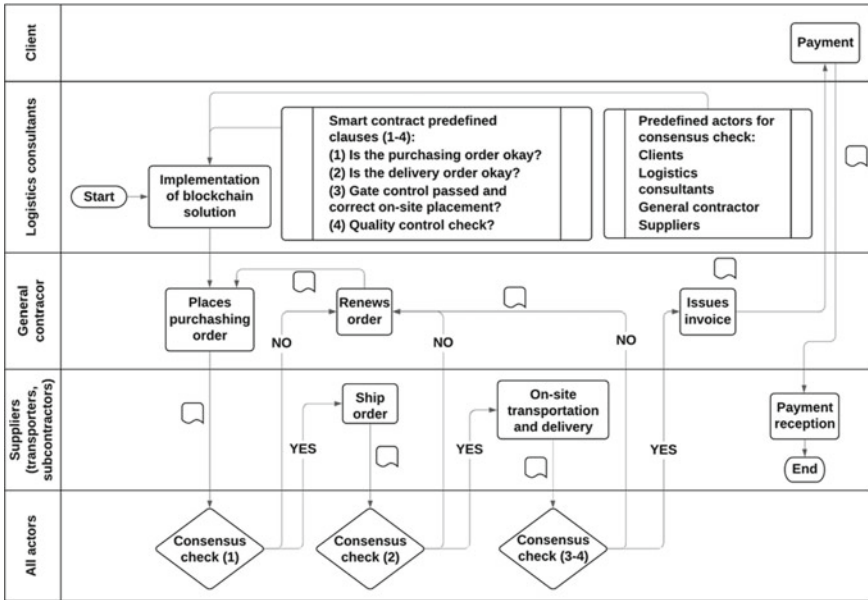 Client
Payment
Logistics consultants
Start
Implementation
of blockchain
solution
Smart contract predefined
clauses (1-4):
(1) Is the purchasing order okay?
(2) Is the delivery order okay?
(3) Gate control passed and
correct on-site placement?
(4) Quality control check?
Predefined actors for
consensus check:
Clients
Logistics
consultants
General contractor
Suppliers
General
contracor
Places
purchashing
order
Renews
order
Issues
invoice
NO
NO
NO
Suppliers
(transporters,
subcontractors)
Ship
order
On-site
transportation
and delivery
Payment
reception
YES
YES
YES
End
All actors
Consensus
check (1)
Consensus
check (2)
Consensus
check (3-4)